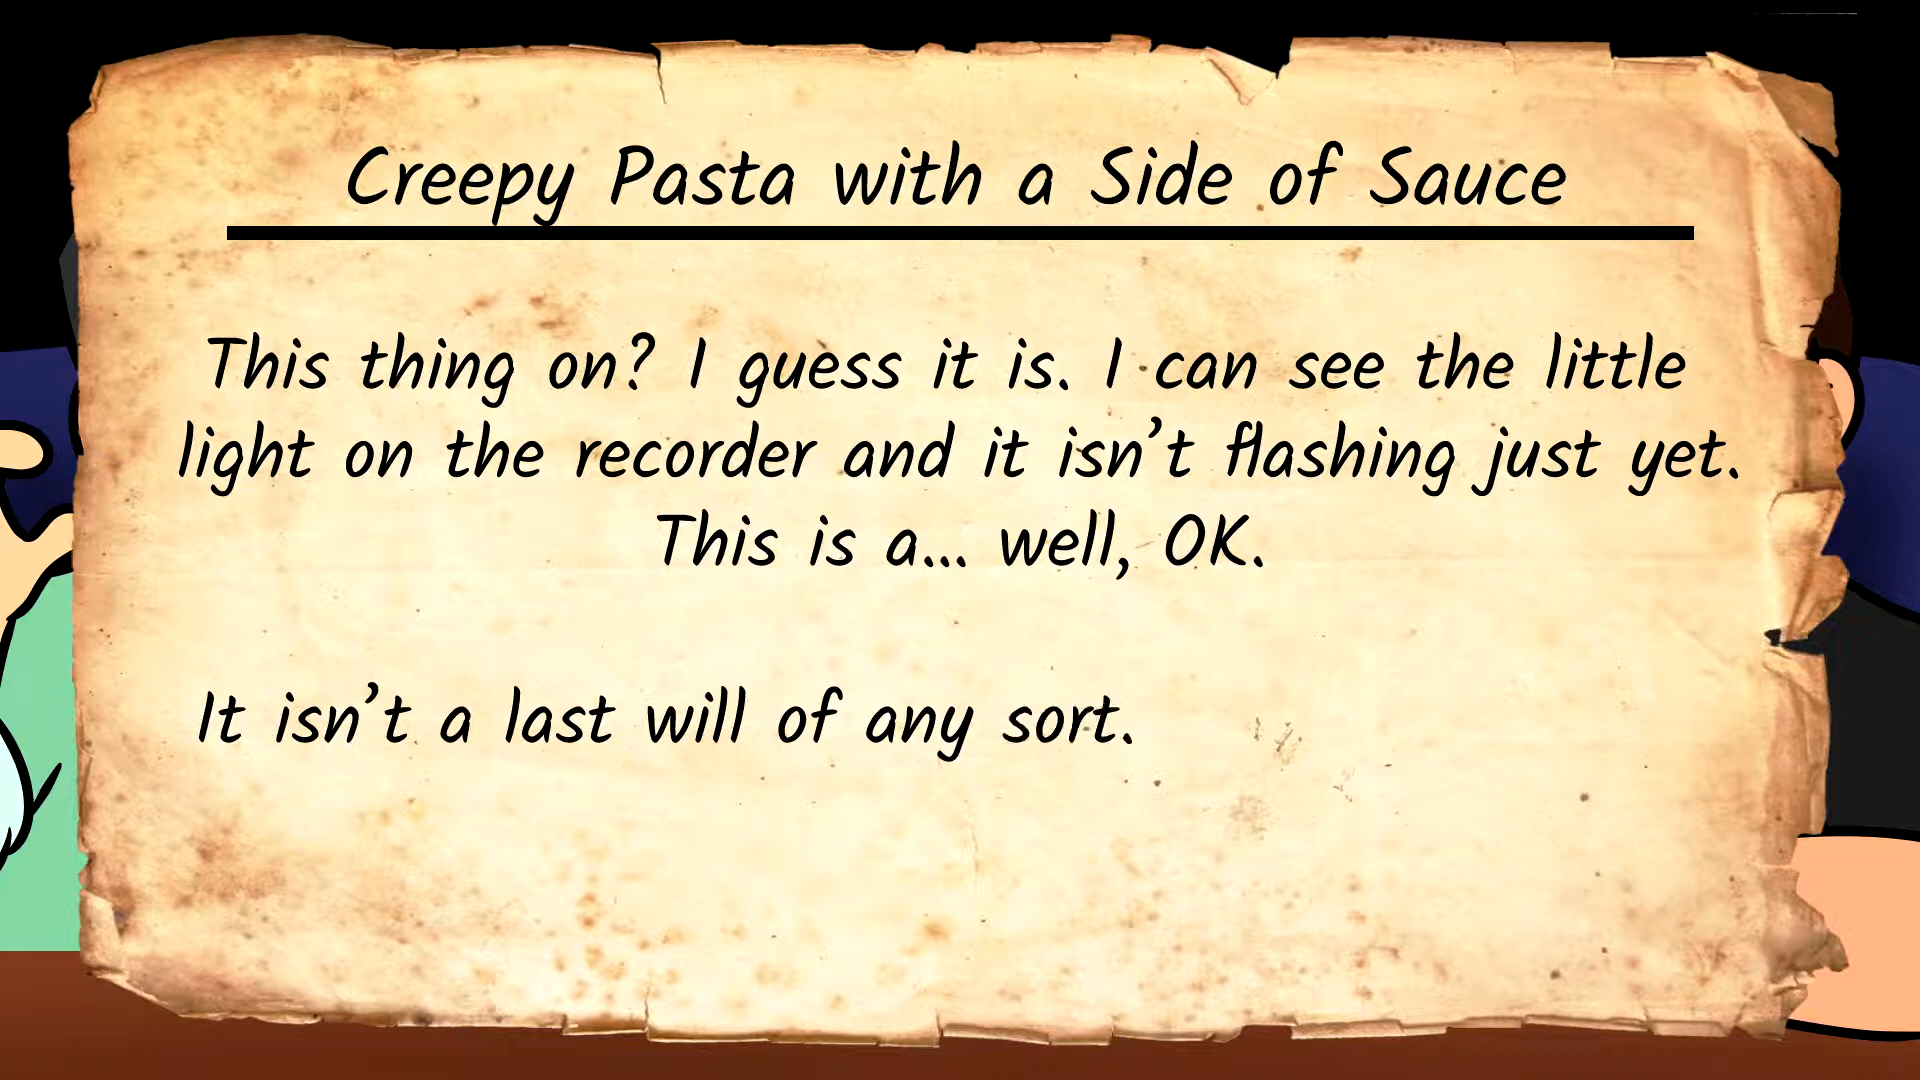 Creepy Pasta with a Side of Sauce
This thing on? I guess it is. I can see the little
light on the recorder and it isn’t flashing just yet.
This is a... well, OK.
It isn’t a last will of any sort.